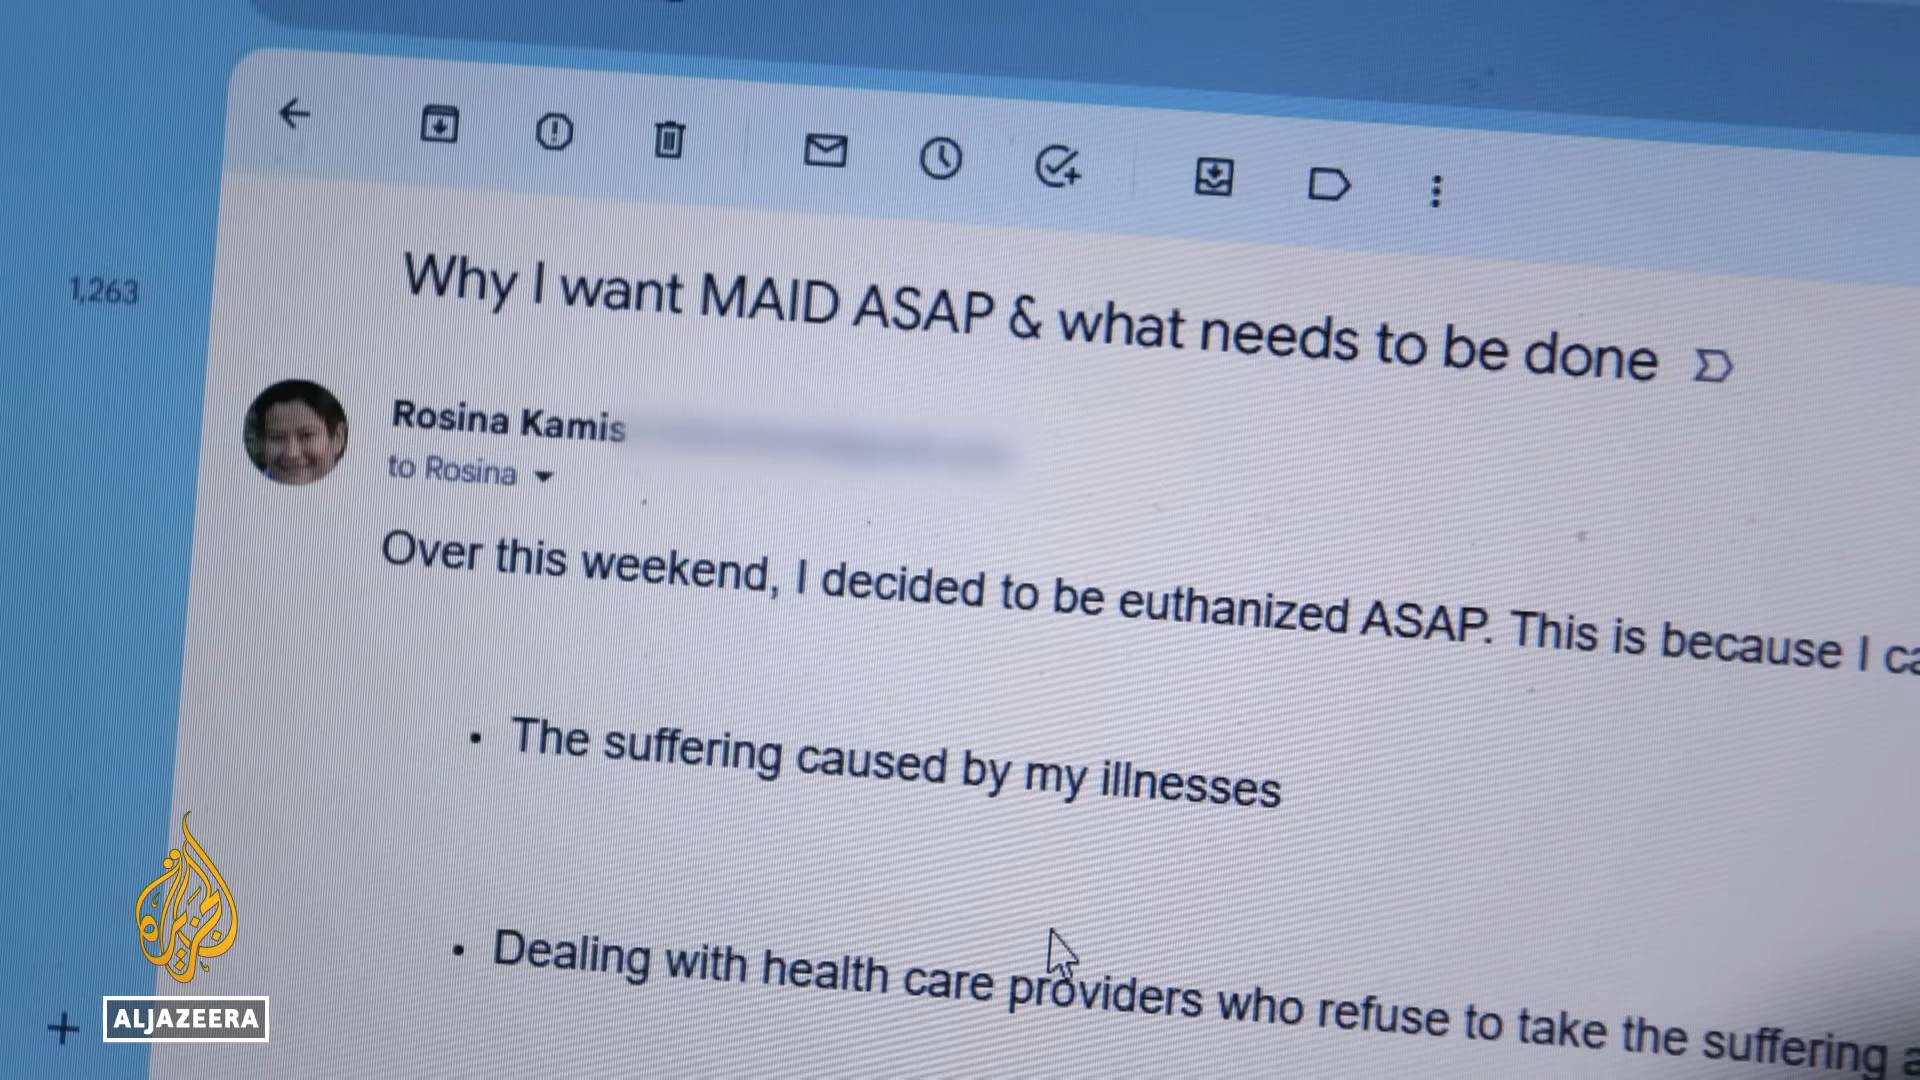 1,263
Why I want MAID ASAP & what needs to be done
Rosina Kamis
to Rosina
Over this weekend, I decided to be euthanized ASAP. This is because I
• The suffering caused by my illnesses
• Dealing with health care providers who refuse to take the suffering
الجزيرة
ALJAZEERA